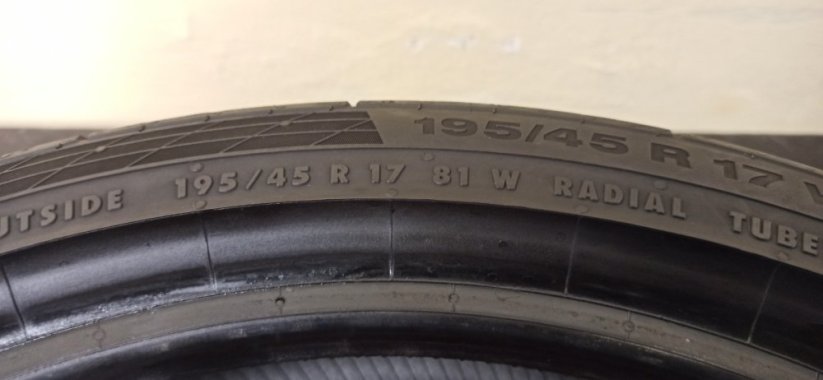 195/45 R 17
UTSIDE 195/45 R 17 81 W RADIAL TUBE